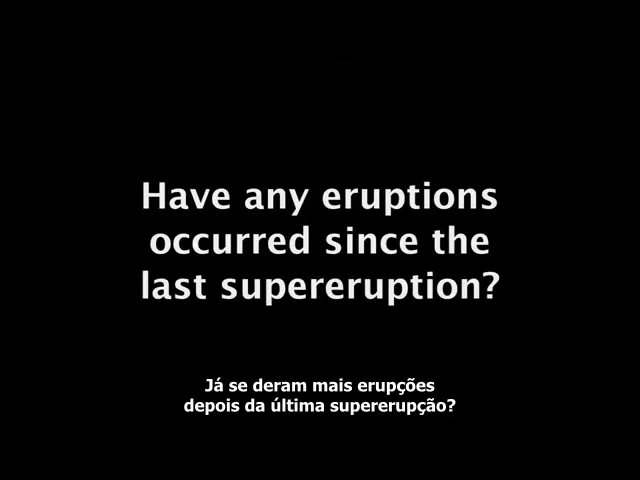 Have any eruptions
occurred since the
last supereruption?
Já se deram mais erupções
depois da última supererupção?